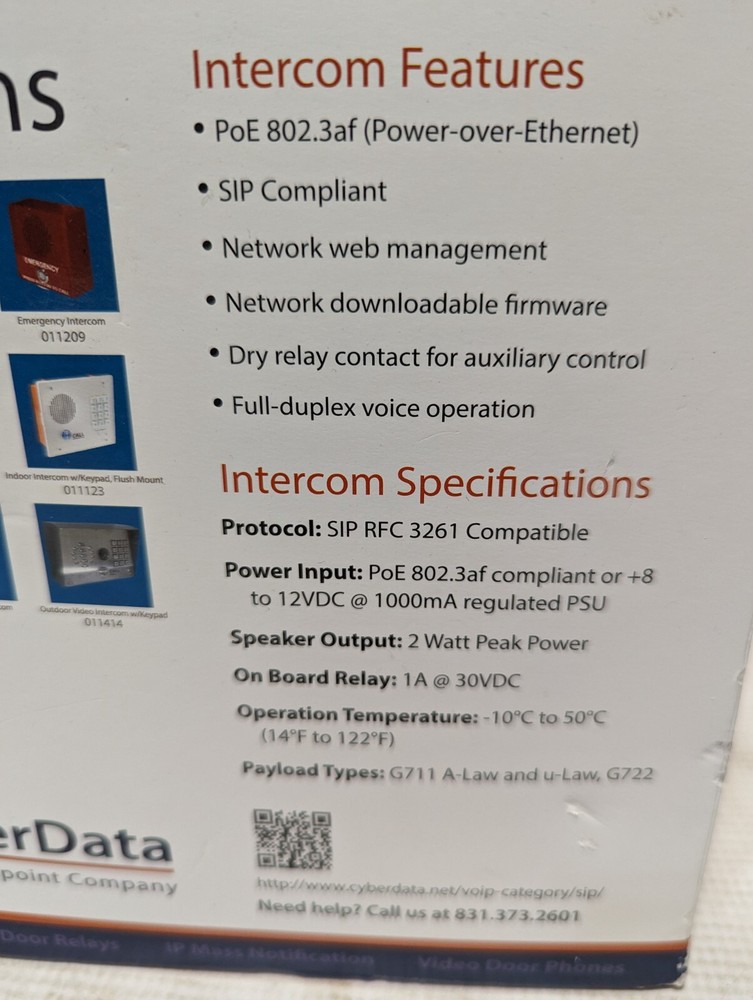 ns
Intercom Features
• PoE 802.3af (Power-over-Ethernet)
• SIP Compliant
• Network web management
• Network downloadable firmware
• Dry relay contact for auxiliary control
• Full-duplex voice operation
EMERGENCY
Emergency Intercom
011209
Indoor Intercom w/Keypad, Flush Mount
011123
com
Outdoor Video Intercom w/Keypad
011414
Intercom Specifications
Protocol: SIP RFC 3261 Compatible
Power Input: PoE 802.3af compliant or +8
to 12VDC @ 1000mA regulated PSU
Speaker Output: 2 Watt Peak Power
On Board Relay: 1A @ 30VDC
Operation Temperature: -10°C to 50°C
(14°F to 122°F)
Payload Types: G711 A-Law and u-Law, G722
erData
point Company
http://www.cyberdata.net/voip-category/sip/
Need help? Call us at 831.373.2601
Door Relays IP Mass Notification Video Door Phones